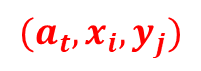 (a_t, x_i, y_j)